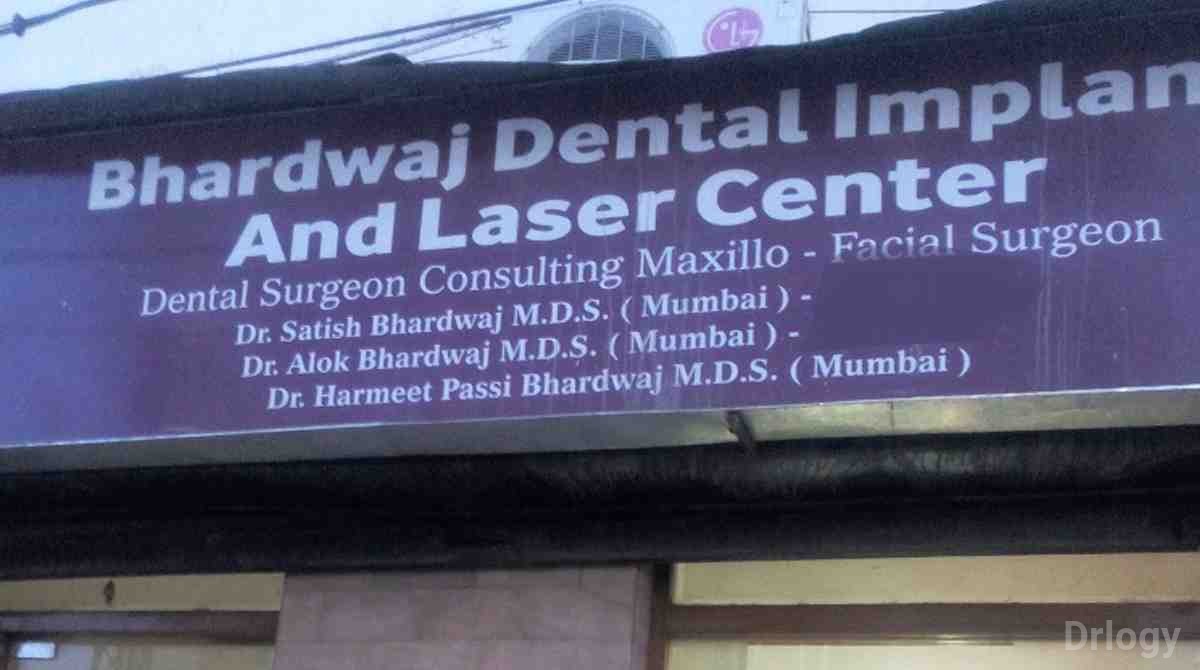 LG
Bhardwaj Dental Implan
And Laser Center
Dental Surgeon Consulting Maxillo - Facial Surgeon
Dr. Satish Bhardwaj M.D.S. ( Mumbai ) -
Dr. Alok Bhardwaj M.D.S. ( Mumbai ) -
Dr. Harmeet Passi Bhardwaj M.D.S. ( Mumbai )
Drlogy